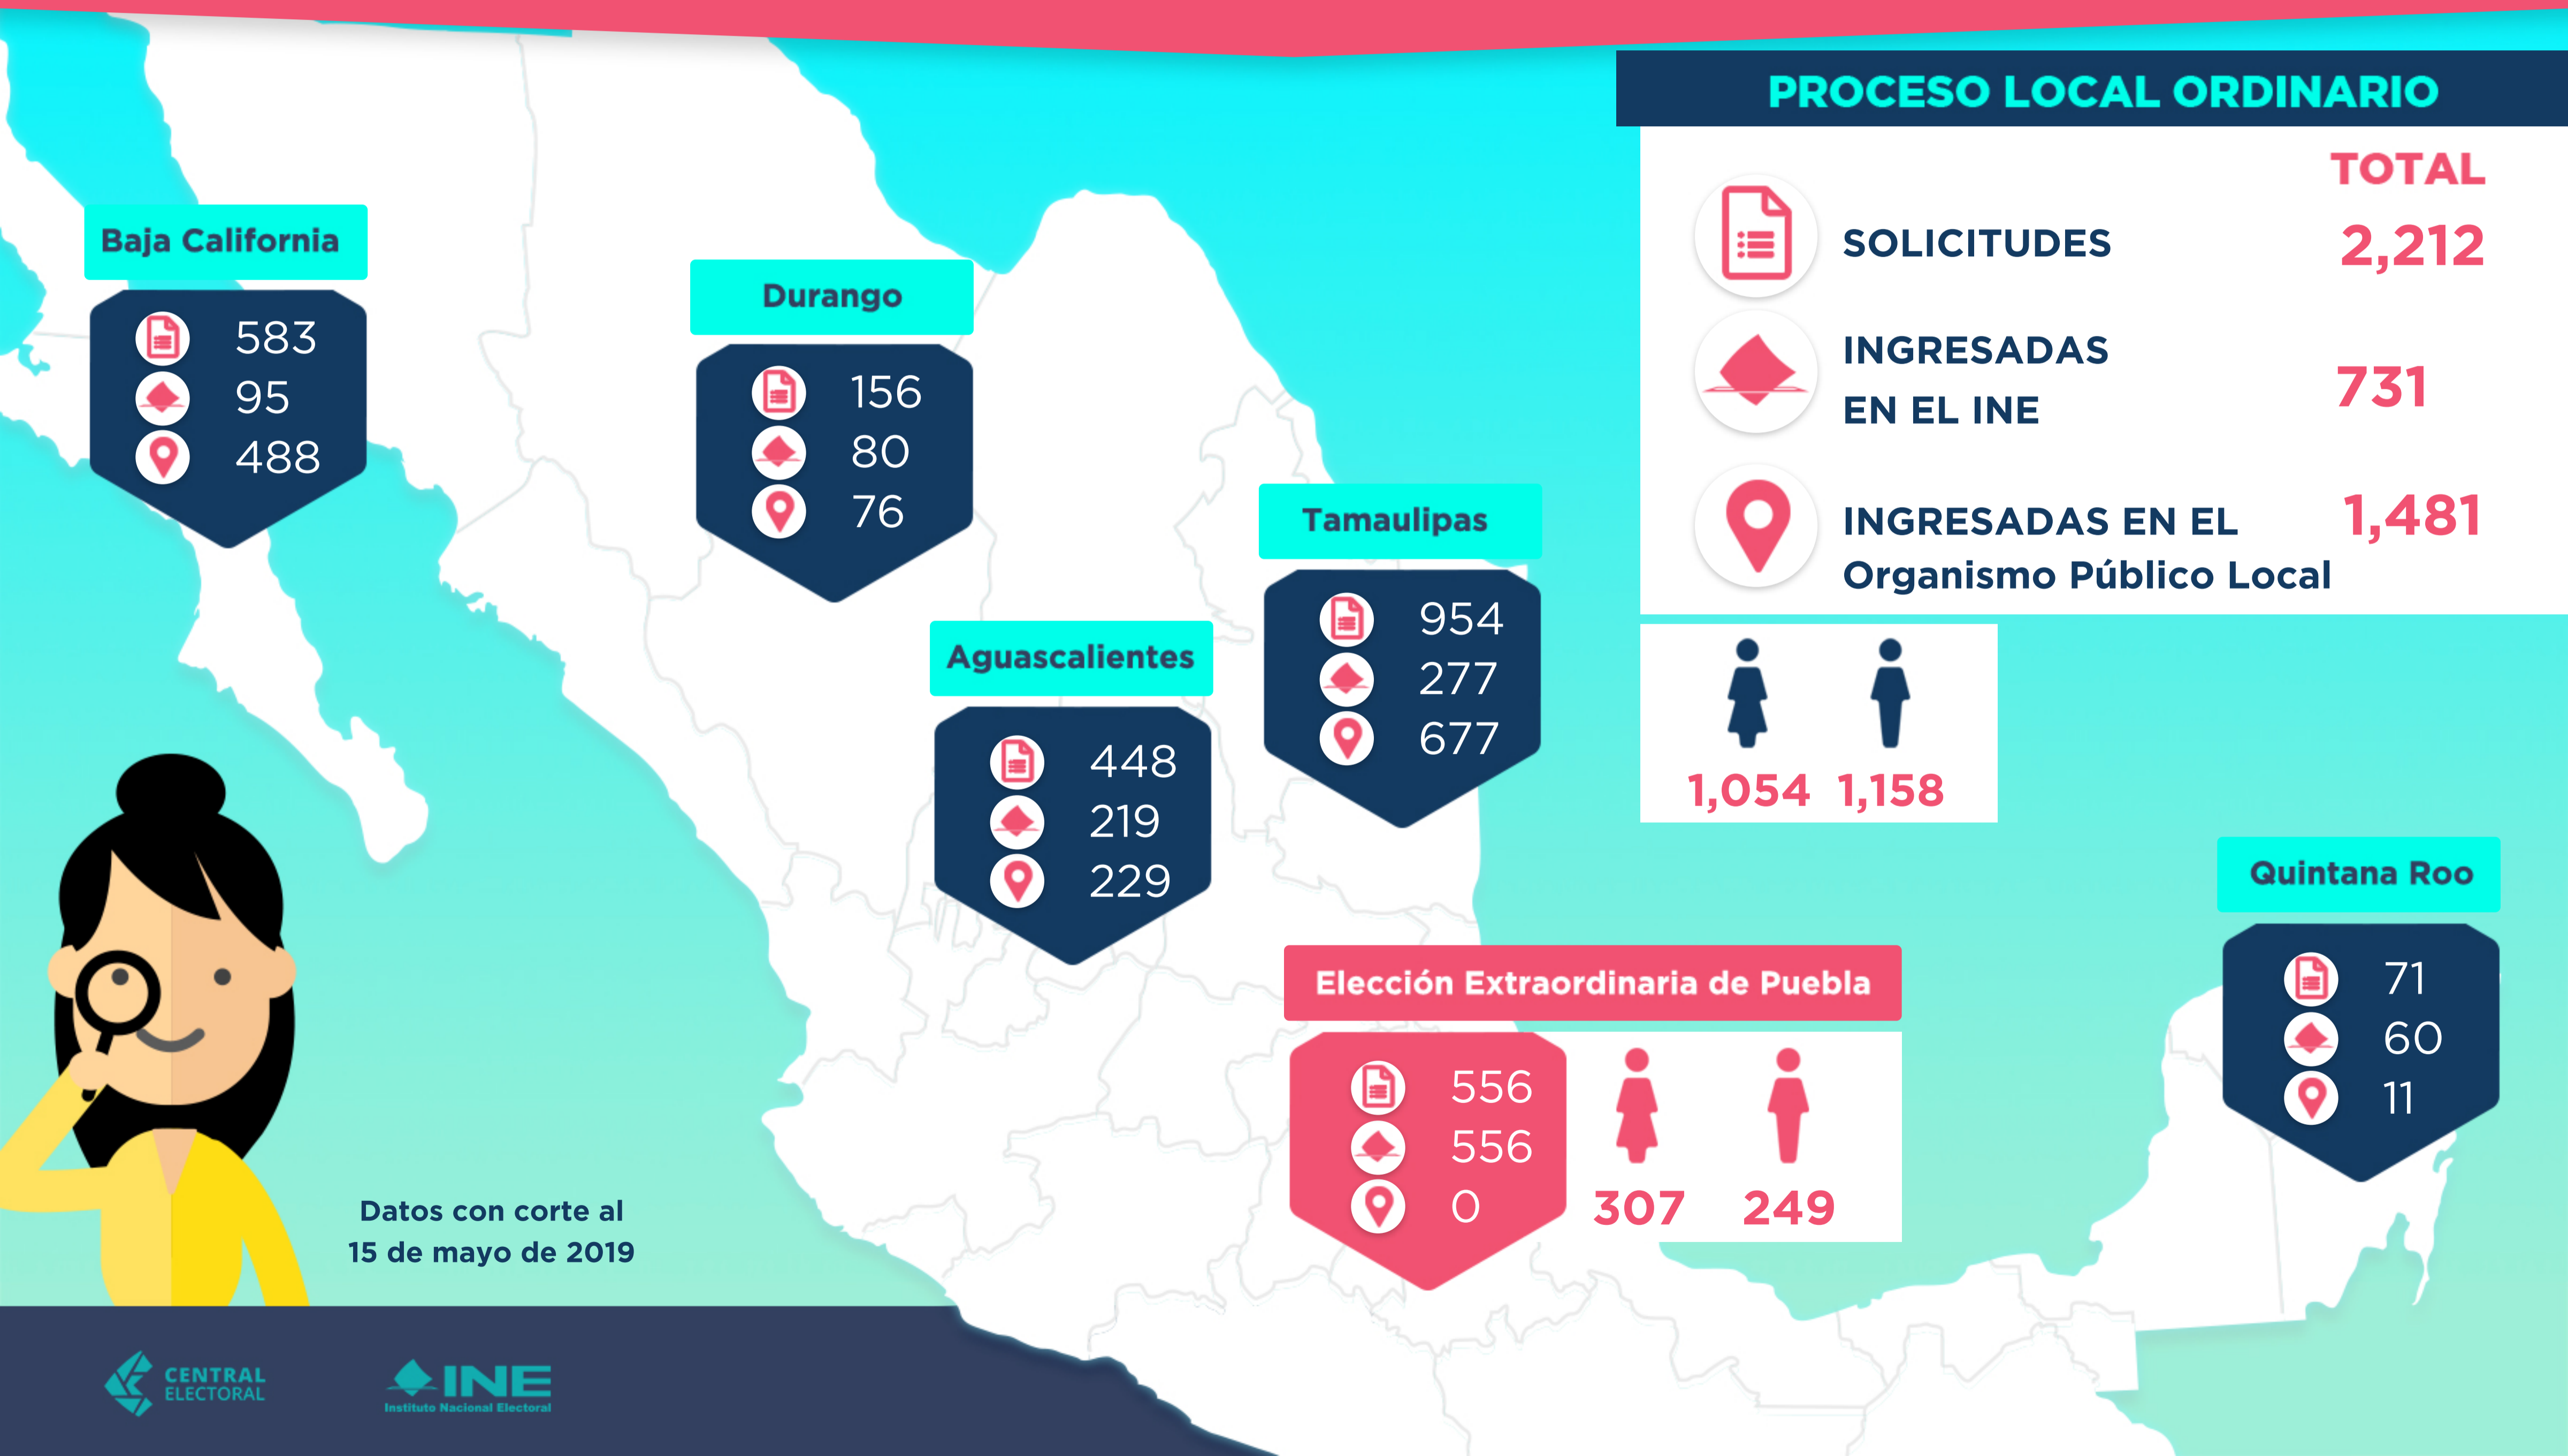 PROCESO LOCAL ORDINARIO
TOTAL
SOLICITUDES 2,212
INGRESADAS
EN EL INE 731
INGRESADAS EN EL 1,481
Organismo Público Local
1,054 1,158
Baja California
583
95
488
Durango
156
80
76
Tamaulipas
954
277
677
Aguascalientes
448
219
229
Quintana Roo
71
60
11
Elección Extraordinaria de Puebla
556
556
0
307 249
Datos con corte al
15 de mayo de 2019
CENTRAL
ELECTORAL
INE
Instituto Nacional Electoral